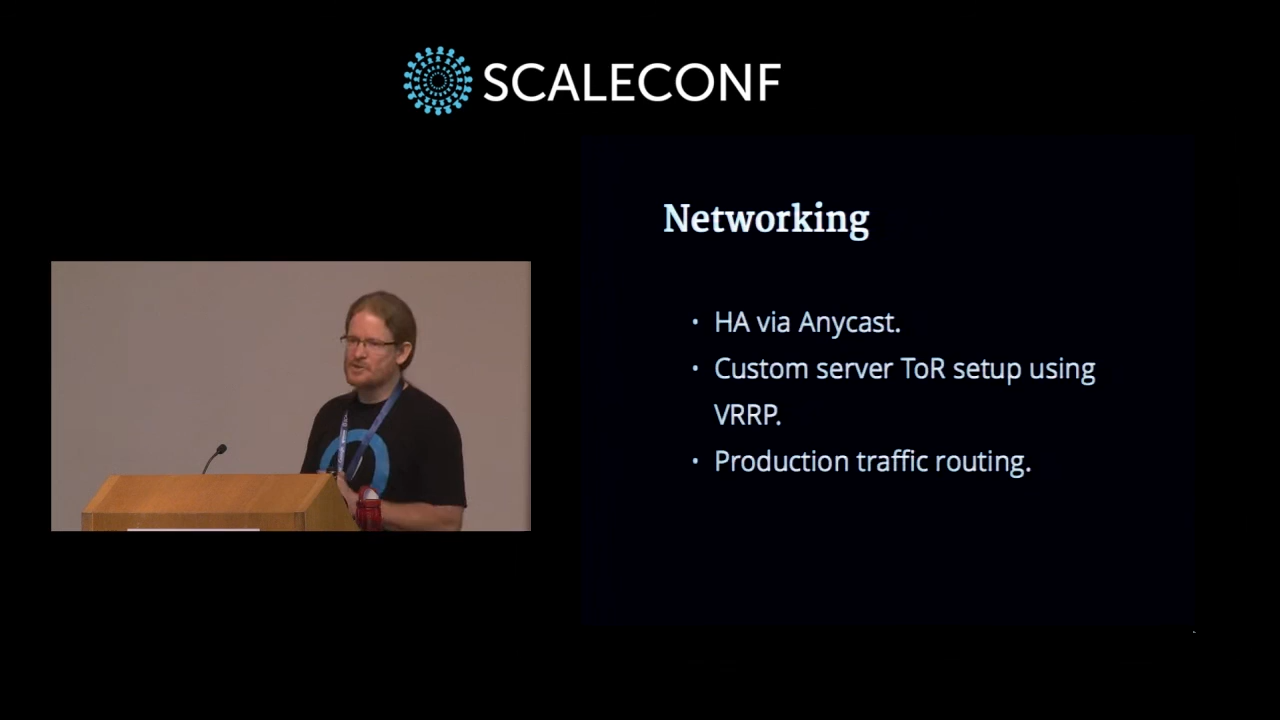 SCALECONF
Networking
• HA via Anycast.
• Custom server ToR setup using
VRRP.
• Production traffic routing.